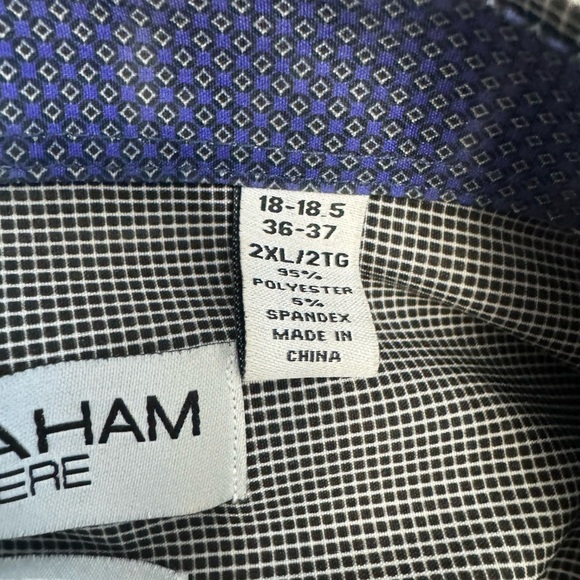 18-18.5
36-37
2XL/2TG
95%
POLYESTER
5%
SPANDEX
MADE IN
CHINA
AHAM
ERE